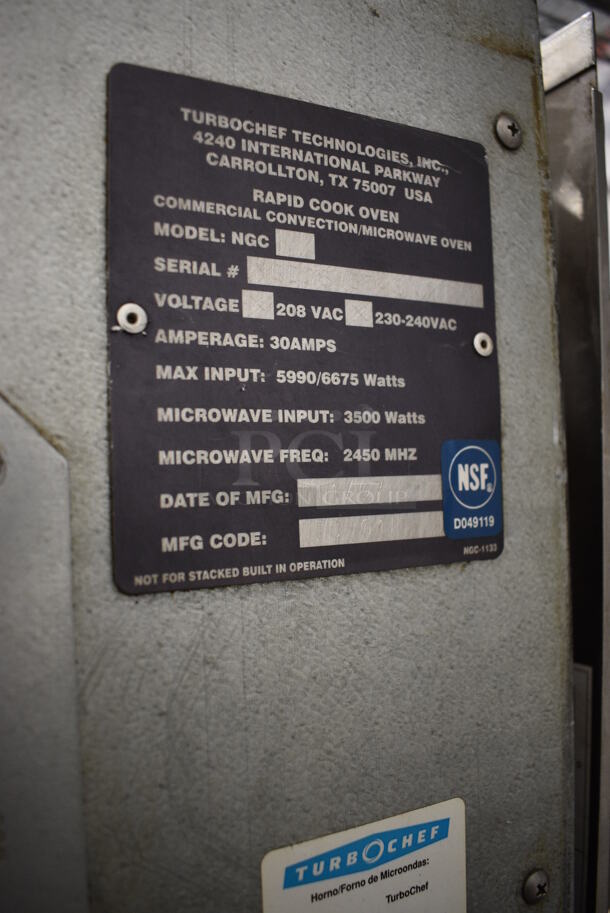 TURBOCHEF TECHNOLOGIES, INC.,
4240 INTERNATIONAL PARKWAY
CARROLLTON, TX 75007 USA
RAPID COOK OVEN
COMMERCIAL CONVECTION/MICROWAVE OVEN
MODEL: NGC
SERIAL #
VOLTAGE 208 VAC 230-240VAC
AMPERAGE: 30AMPS
MAX INPUT: 5990/6675 Watts
MICROWAVE INPUT: 3500 Watts
MICROWAVE FREQ: 2450 MHZ
DATE OF MFG:
MFG CODE:
NSF®
D049119
NGC-1133
NOT FOR STACKED BUILT IN OPERATION
PCI
GROUP
TURBOCHEF
Horno/Forno de Microondas:
TurboChef